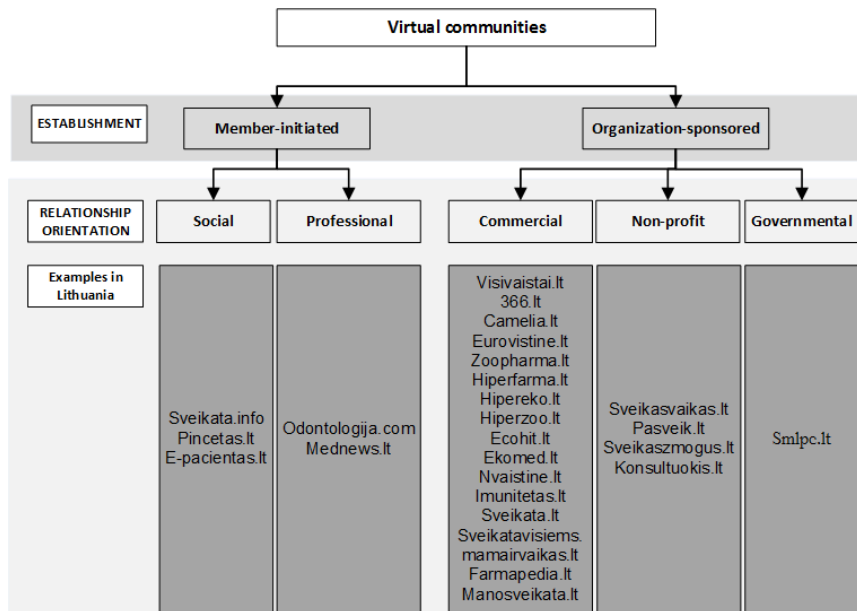 Virtual communities
ESTABLISHMENT
Member-initiated
Organization-sponsored
RELATIONSHIP
ORIENTATION
Social
Professional
Commercial
Non-profit
Governmental
Examples in
Lithuania
Sveikata.info
Pincetas.lt
E-pacientas.lt
Odontologija.com
Mednews.lt
Visivaistai.lt
366.lt
Camelia.lt
Eurovistine.lt
Zoopharma.lt
Hiperfarma.lt
Hipereko.lt
Hiperzoo.lt
Ecohit.lt
Ekomed.lt
Nvaistine.lt
Imunitetas.lt
Sveikata.lt
Sveikatavisiems.
mamairvaikas.lt
Farmapedia.lt
Manosveikata.lt
Sveikasvaikas.lt
Pasveik.lt
Sveikaszmogus.lt
Konsultuokis.lt
Smlpc.lt